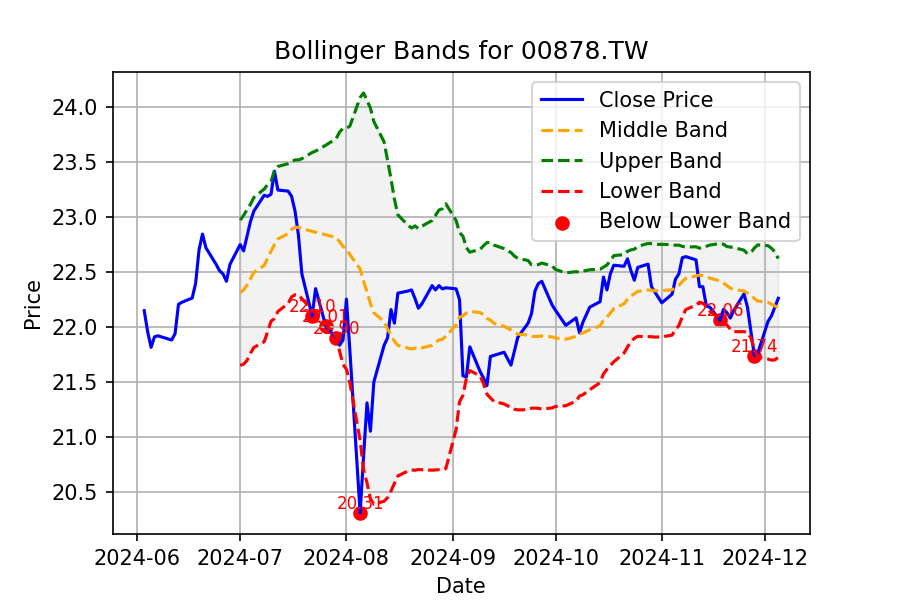 Bollinger Bands for 00878.TW
Close Price
Middle Band
Upper Band
Lower Band
Below Lower Band
Price
24.0
23.5
23.0
22.5
22.0
21.5
21.0
20.5
22.10
20.31
22.06
21.74
2024-06
2024-07
2024-08
2024-09
2024-10
2024-11
2024-12
Date